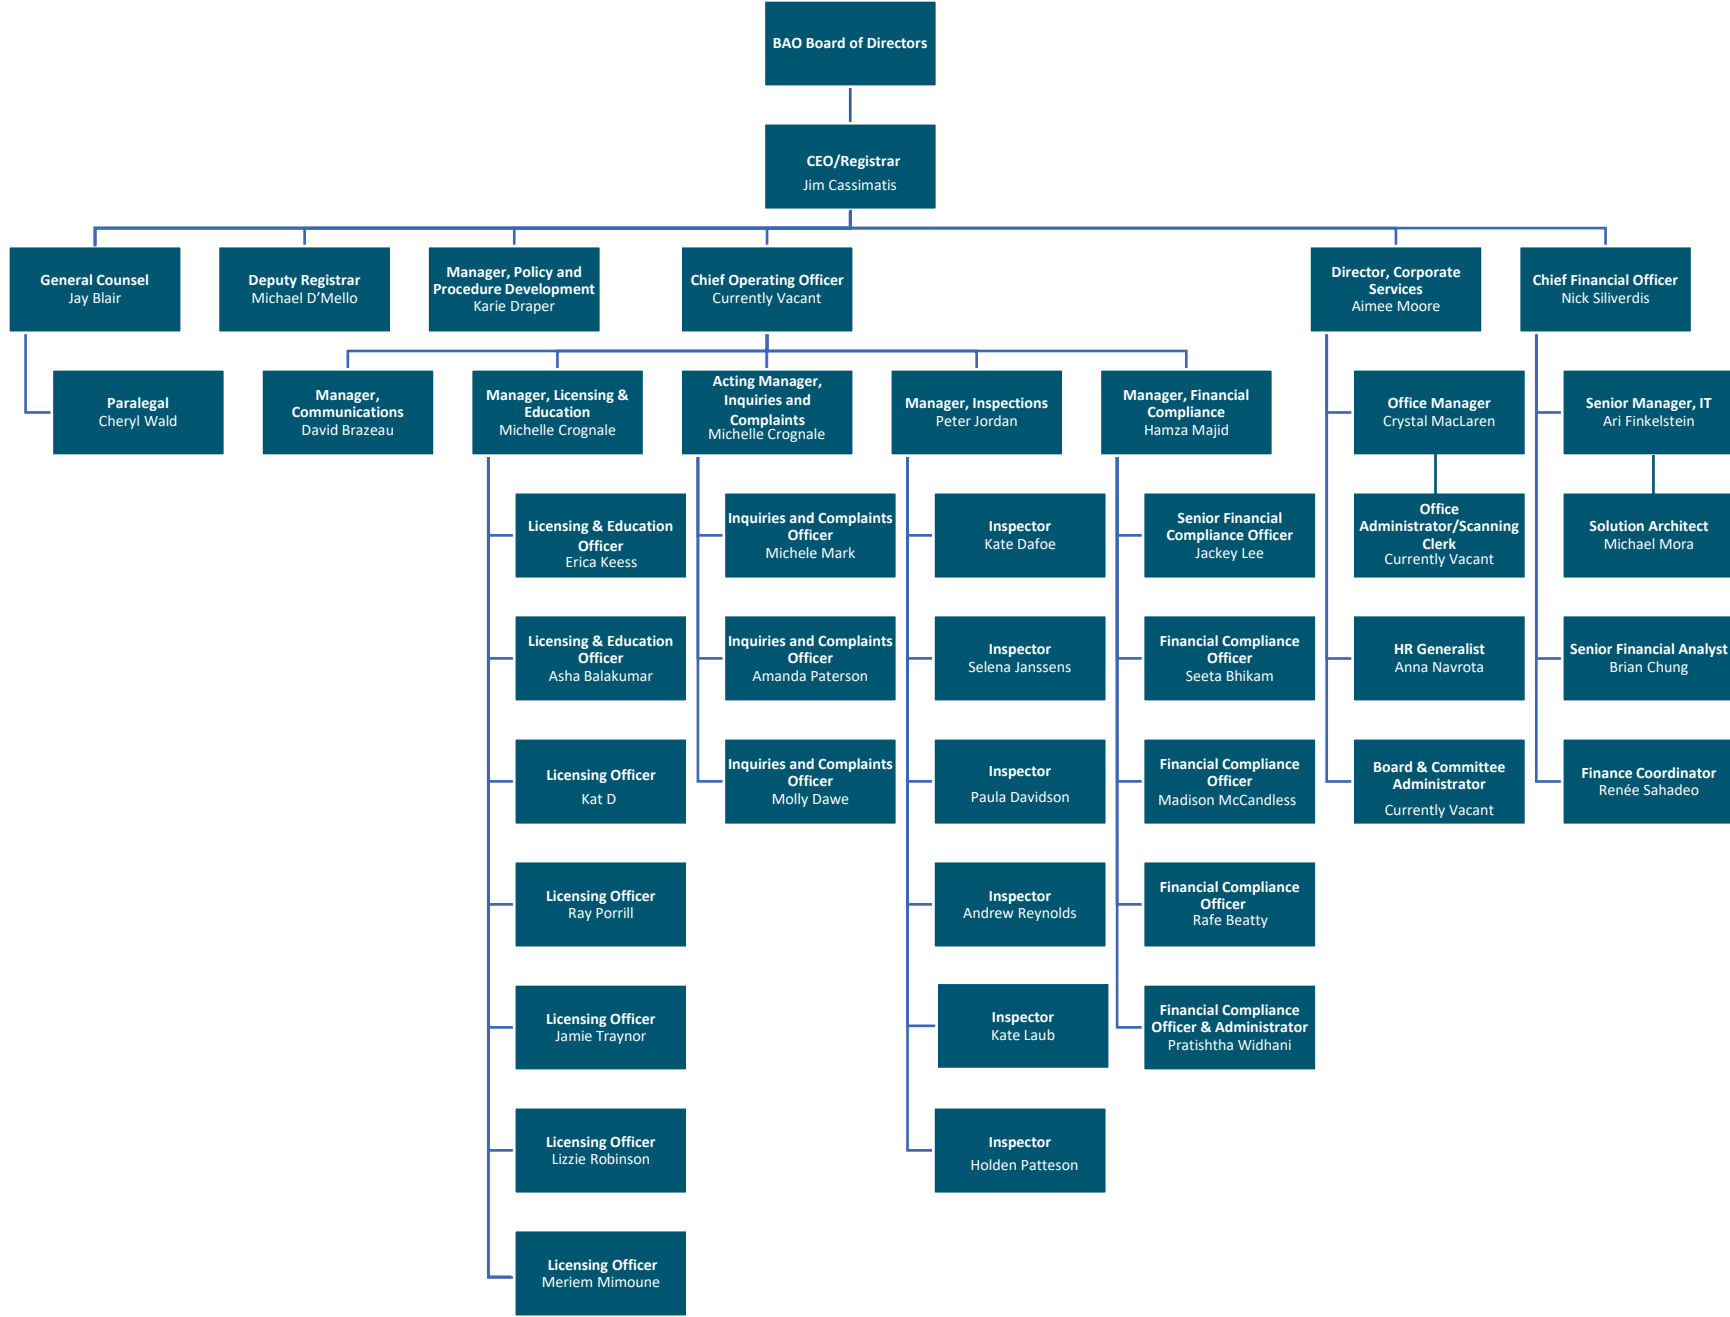 BAO Board of Directors
CEO/Registrar
Jim Cassimatis
General Counsel
Jay Blair
Deputy Registrar
Michael D’Mello
Manager, Policy and
Procedure Development
Karie Draper
Chief Operating Officer
Currently Vacant
Director, Corporate
Services
Aimee Moore
Chief Financial Officer
Nick Siliverdis
Paralegal
Cheryl Wald
Manager,
Communications
David Brazeau
Manager, Licensing &
Education
Michelle Crognale
Acting Manager,
Inquiries and
Complaints
Michelle Crognale
Manager, Inspections
Peter Jordan
Manager, Financial
Compliance
Hamza Majid
Office Manager
Crystal MacLaren
Senior Manager, IT
Ari Finkelstein
Licensing & Education
Officer
Erica Keess
Inquiries and Complaints
Officer
Michele Mark
Inspector
Kate Dafoe
Senior Financial
Compliance Officer
Jackey Lee
Office
Administrator/Scanning
Clerk
Currently Vacant
Solution Architect
Michael Mora
Licensing & Education
Officer
Asha Balakumar
Inquiries and Complaints
Officer
Amanda Paterson
Inspector
Selena Janssens
Financial Compliance
Officer
Seeta Bhikam
HR Generalist
Anna Navrota
Senior Financial Analyst
Brian Chung
Licensing Officer
Kat D
Inquiries and Complaints
Officer
Molly Dawe
Inspector
Paula Davidson
Financial Compliance
Officer
Madison McCandless
Board & Committee
Administrator
Currently Vacant
Finance Coordinator
Renée Sahadeo
Licensing Officer
Ray Porrill
Inspector
Andrew Reynolds
Financial Compliance
Officer
Rafe Beatty
Licensing Officer
Jamie Traynor
Inspector
Kate Laub
Financial Compliance
Officer & Administrator
Pratishtha Widhani
Licensing Officer
Lizzie Robinson
Inspector
Holden Patteson
Licensing Officer
Meriem Mimoune